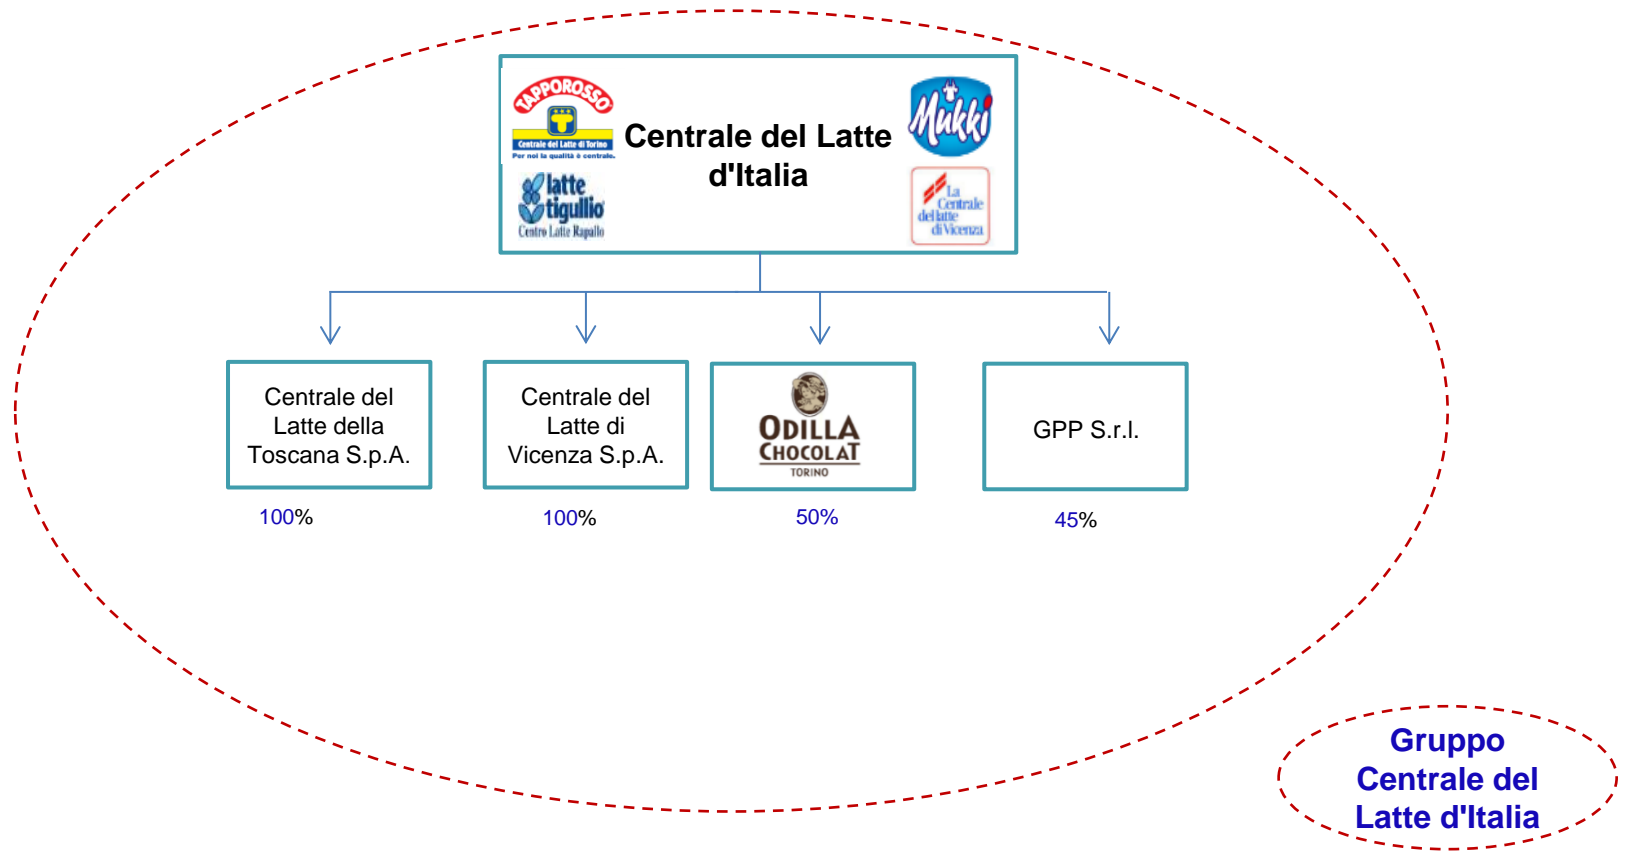 TAPPOROSSO
Centrale del Latte di Torino
Per noi la qualità è centrale.
latte
tigullio
Centro Latte Rapallo
Centrale del Latte
d'Italia
Mukki
La
Centrale
del latte
di Vicenza
Centrale del
Latte della
Toscana S.p.A.
Centrale del
Latte di
Vicenza S.p.A.
ODILLA
CHOCOLAT
TORINO
GPP S.r.l.
100%
100%
50%
45%
Gruppo
Centrale del
Latte d'Italia